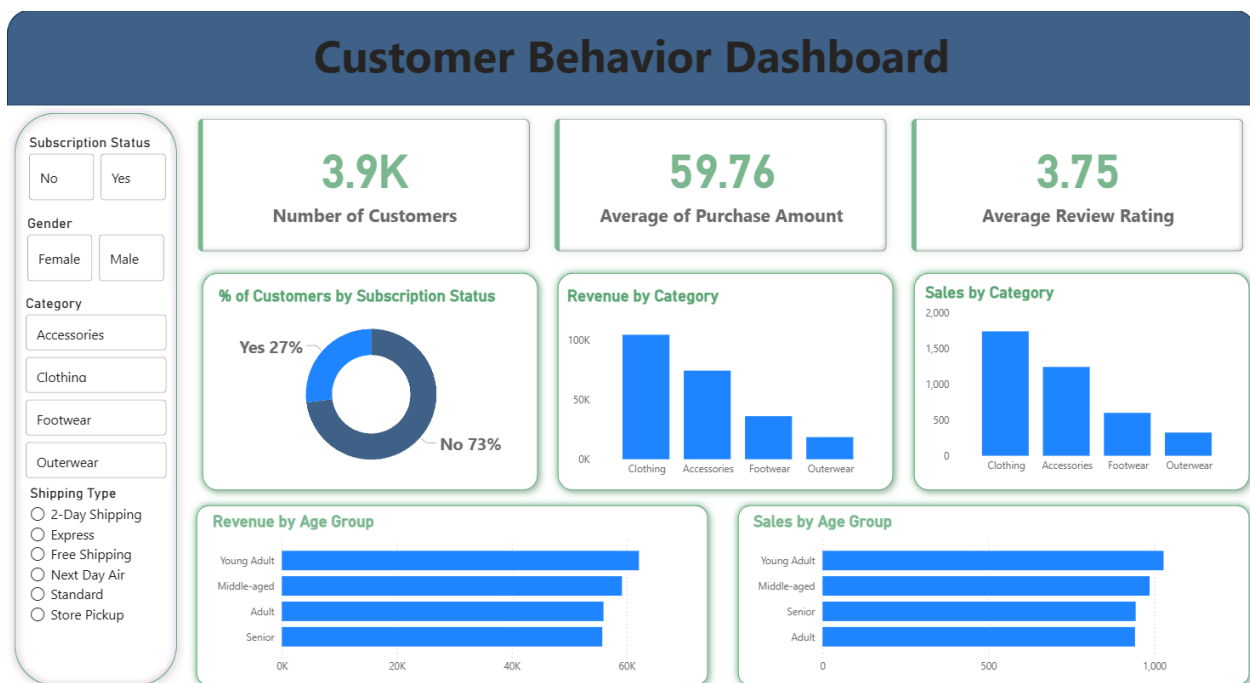 Customer Behavior Dashboard
Subscription Status
No
Yes
Gender
Female
Male
Category
Accessories
Clothing
Footwear
Outerwear
Shipping Type
2-Day Shipping
Express
Free Shipping
Next Day Air
Standard
Store Pickup
3.9K
Number of Customers
59.76
Average of Purchase Amount
3.75
Average Review Rating
% of Customers by Subscription Status
Yes 27%
No 73%
Revenue by Category
100K
50K
0K
Clothing Accessories Footwear Outerwear
Sales by Category
2,000
1,500
1,000
500
0
Clothing Accessories Footwear Outerwear
Revenue by Age Group
Young Adult
Middle-aged
Adult
Senior
0K 20K 40K 60K
Sales by Age Group
Young Adult
Middle-aged
Senior
Adult
0 500 1,000